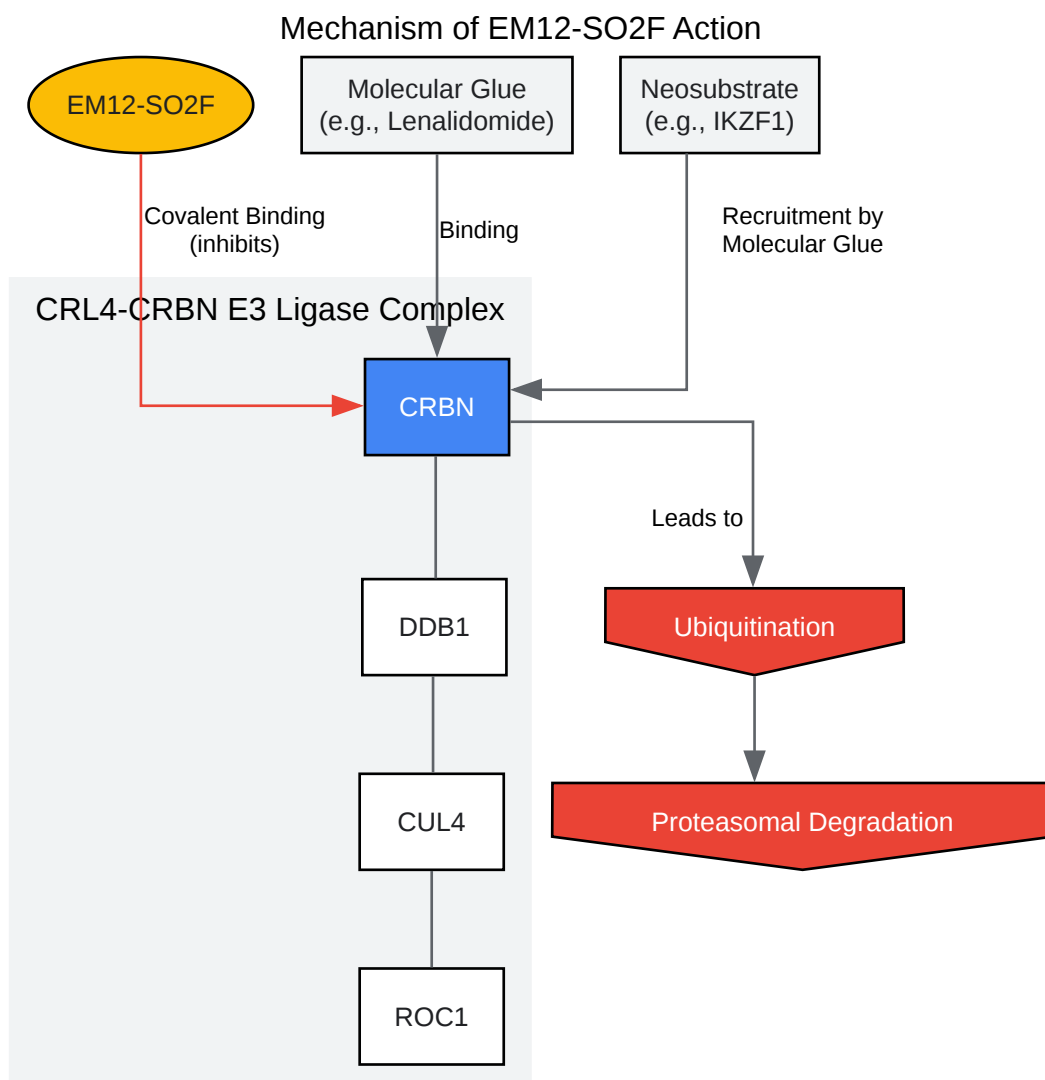 Mechanism of EM12-SO2F Action
EM12-SO2F
Molecular Glue
(e.g., Lenalidomide)
Neosubstrate
(e.g., IKZF1)
Covalent Binding
(inhibits)
Binding
Recruitment by
Molecular Glue
CRL4-CRBN E3 Ligase Complex
CRBN
Leads to
DDB1
Ubiquitination
CUL4
Proteasomal Degradation
ROC1